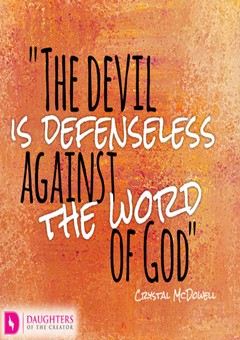 "THE DEVIL
IS DEFENSELESS
AGAINST
THE WORD
OF GOD"
CRYSTAL MCDOWELL
DAUGHTERS
OF THE CREATOR